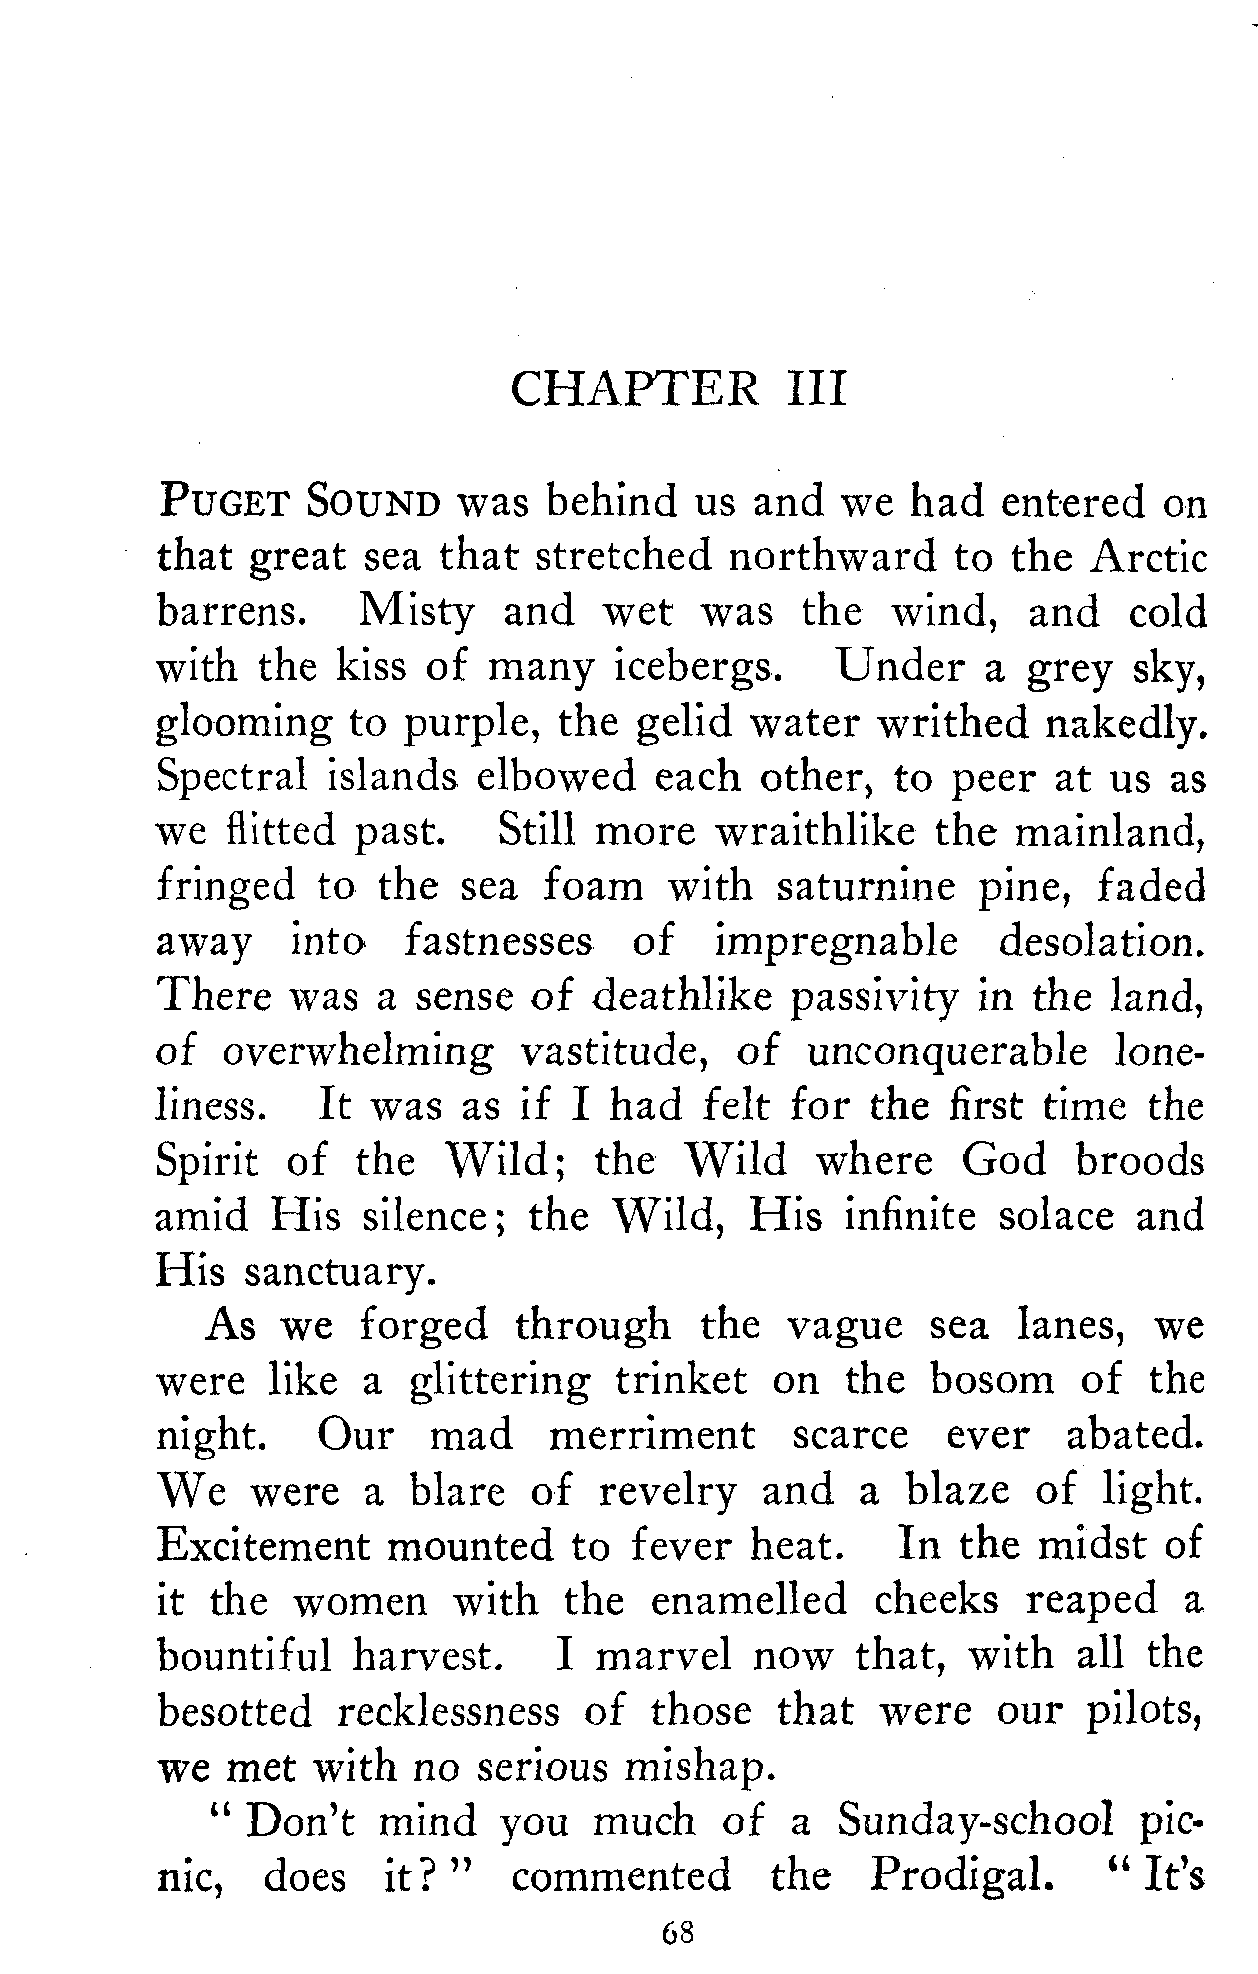 CHAPTER III
PUGET SOUND was behind us and we had entered on
that great sea that stretched northward to the Arctic
barrens. Misty and wet was the wind, and cold
with the kiss of many icebergs. Under a grey sky,
glooming to purple, the gelid water writhed nakedly.
Spectral islands elbowed each other, to peer at us as
we flitted past. Still more wraithlike the mainland,
fringed to the sea foam with saturnine pine, faded
away into fastnesses of impregnable desolation.
There was a sense of deathlike passivity in the land,
of overwhelming vastitude, of unconquerable lone-
liness. It was as if I had felt for the first time the
Spirit of the Wild; the Wild where God broods
amid His silence; the Wild, His infinite solace and
His sanctuary.
As we forged through the vague sea lanes, we
were like a glittering trinket on the bosom of the
night. Our mad merriment scarce ever abated.
We were a blare of revelry and a blaze of light.
Excitement mounted to fever heat. In the midst of
it the women with the enamelled cheeks reaped a
bountiful harvest. I marvel now that, with all the
besotted recklessness of those that were our pilots,
we met with no serious mishap.
" Don't mind you much of a Sunday-school pic-
nic, does it? " commented the Prodigal. " It's
68